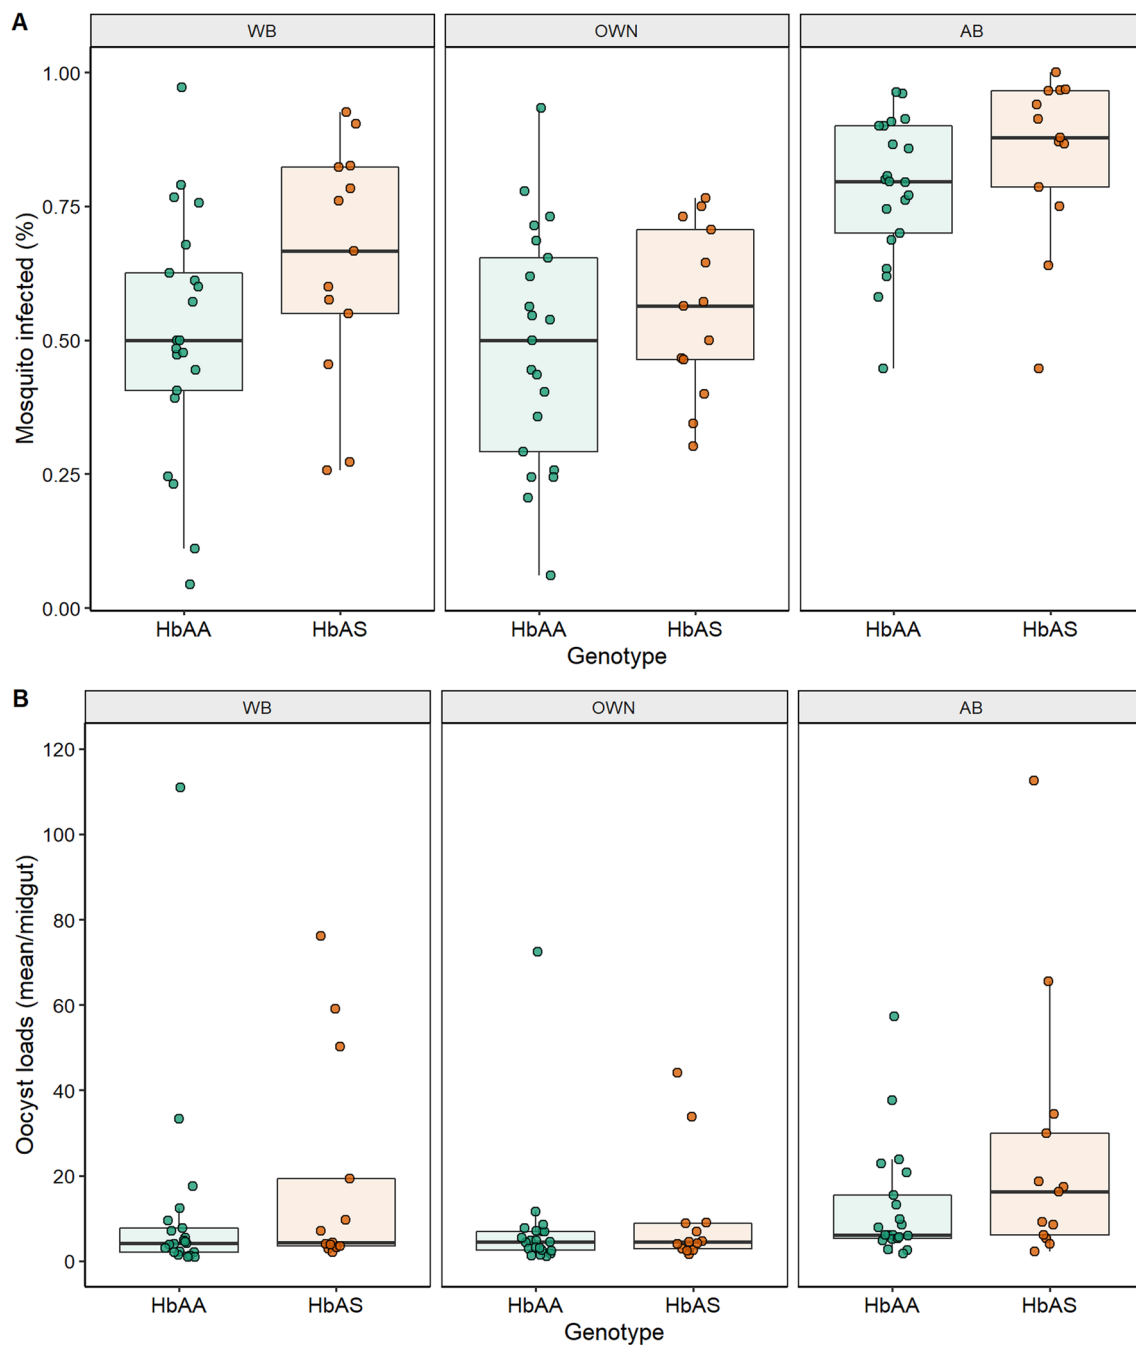 A
WB OWN AB
Mosquito infected (%)
1.00
0.75
0.50
0.25
0.00
HbAA HbAS HbAA HbAS HbAA HbAS
Genotype
B
WB OWN AB
Oocyst loads (mean/midgut)
120
100
80
60
40
20
0
HbAA HbAS HbAA HbAS HbAA HbAS
Genotype